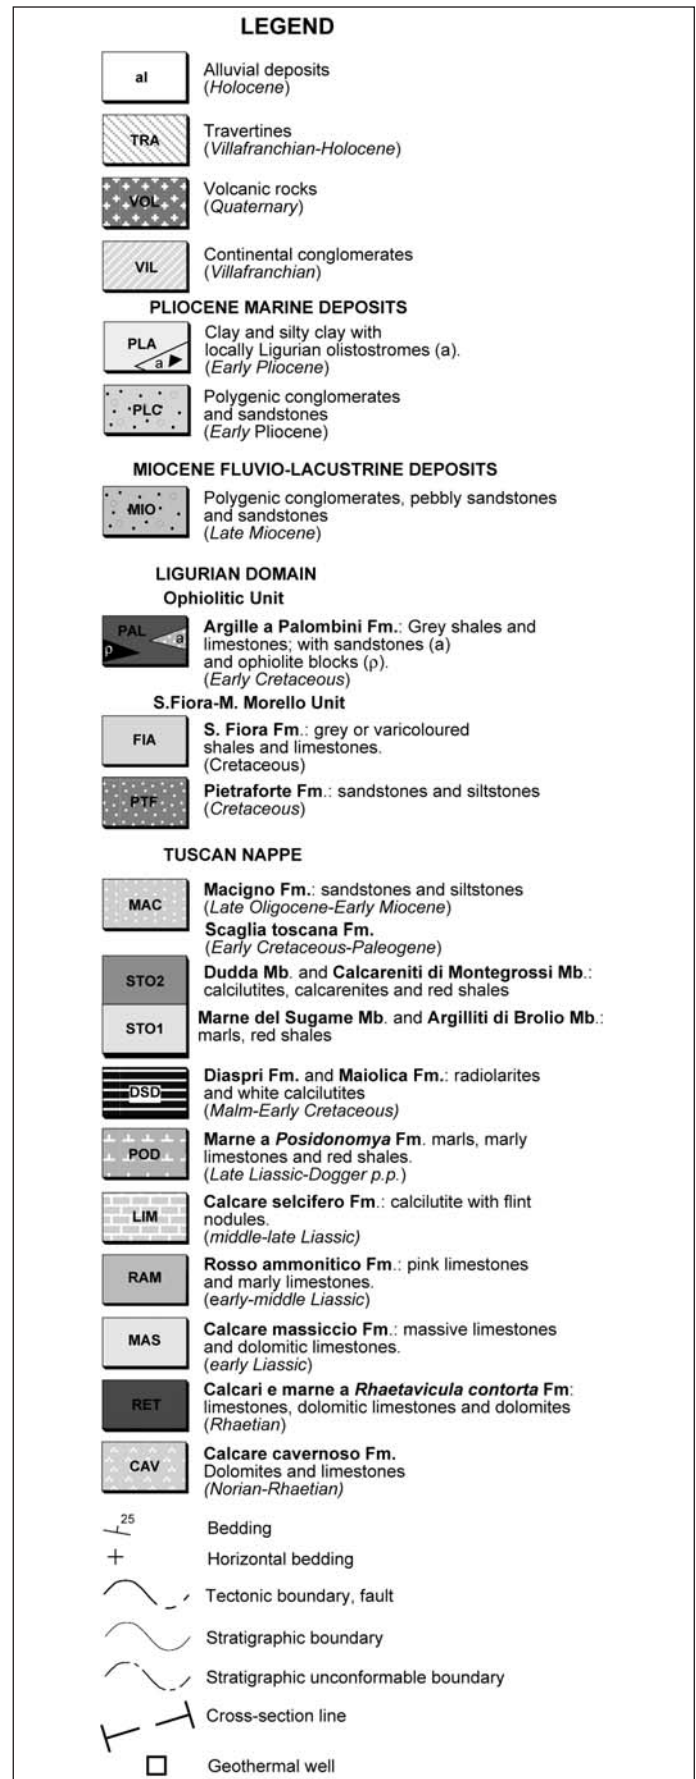 LEGEND
al
Alluvial deposits
(Holocene)
TRA
Travertines
(Villafranchian-Holocene)
VOL
Volcanic rocks
(Quaternary)
VIL
Continental conglomerates
(Villafranchian)
PLIOCENE MARINE DEPOSITS
PLA
a
Clay and silty clay with
locally Ligurian olistostromes (a).
(Early Pliocene)
PLC
Polygenic conglomerates
and sandstones
(Early Pliocene)
MIOCENE FLUVIO-LACUSTRINE DEPOSITS
MIO
Polygenic conglomerates, pebbly sandstones
and sandstones
(Late Miocene)
LIGURIAN DOMAIN
Ophiolitic Unit
PAL
ρ
a
Argille a Palombini Fm.: Grey shales and
limestones; with sandstones (a)
and ophiolite blocks (ρ).
(Early Cretaceous)
S.Fiora-M. Morello Unit
FIA
S. Fiora Fm.: grey or varicoloured
shales and limestones.
(Cretaceous)
PTF
Pietraforte Fm.: sandstones and siltstones
(Cretaceous)
TUSCAN NAPPE
MAC
Macigno Fm.: sandstones and siltstones
(Late Oligocene-Early Miocene)
Scaglia toscana Fm.
(Early Cretaceous-Paleogene)
STO2
Dudda Mb. and Calcareniti di Montegrossi Mb.:
calcilutites, calcarenites and red shales
STO1
Marne del Sugame Mb. and Argilliti di Brolio Mb.:
marls, red shales
DSD
Diaspri Fm. and Maiolica Fm.: radiolarites
and white calcilutites
(Malm-Early Cretaceous)
POD
Marne a Posidonomya Fm. marls, marly
limestones and red shales.
(Late Liassic-Dogger p.p.)
LIM
Calcare selcifero Fm.: calcilutite with flint
nodules.
(middle-late Liassic)
RAM
Rosso ammonitico Fm.: pink limestones
and marly limestones.
(early-middle Liassic)
MAS
Calcare massiccio Fm.: massive limestones
and dolomitic limestones.
(early Liassic)
RET
Calcari e marne a Rhaetavicula contorta Fm:
limestones, dolomitic limestones and dolomites
(Rhaetian)
CAV
Calcare cavernoso Fm.
Dolomites and limestones
(Norian-Rhaetian)
25
Bedding
Horizontal bedding
Tectonic boundary, fault
Stratigraphic boundary
Stratigraphic unconformable boundary
Cross-section line
Geothermal well